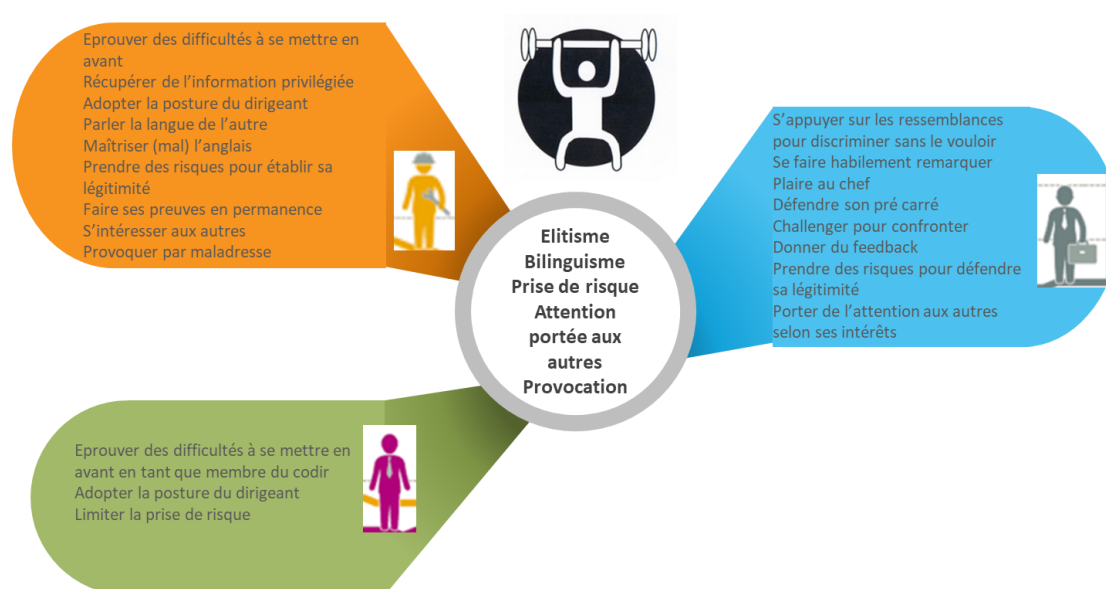 Eprouver des difficultés à se mettre en
avant
Récupérer de l'information privilégiée
Adopter la posture du dirigeant
Parler la langue de l'autre
Maîtriser (mal) l'anglais
Prendre des risques pour établir sa
légitimité
Faire ses preuves en permanence
S'intéresser aux autres
Provoquer par maladresse
S'appuyer sur les ressemblances
pour discriminer sans le vouloir
Se faire habilement remarquer
Plaire au chef
Défendre son pré carré
Challenger pour confronter
Donner du feedback
Prendre des risques pour défendre
sa légitimité
Porter de l'attention aux autres
selon ses intérêts
Elitisme
Bilinguisme
Prise de risque
Attention
portée aux
autres
Provocation
Eprouver des difficultés à se mettre en
avant en tant que membre du codir
Adopter la posture du dirigeant
Limiter la prise de risque